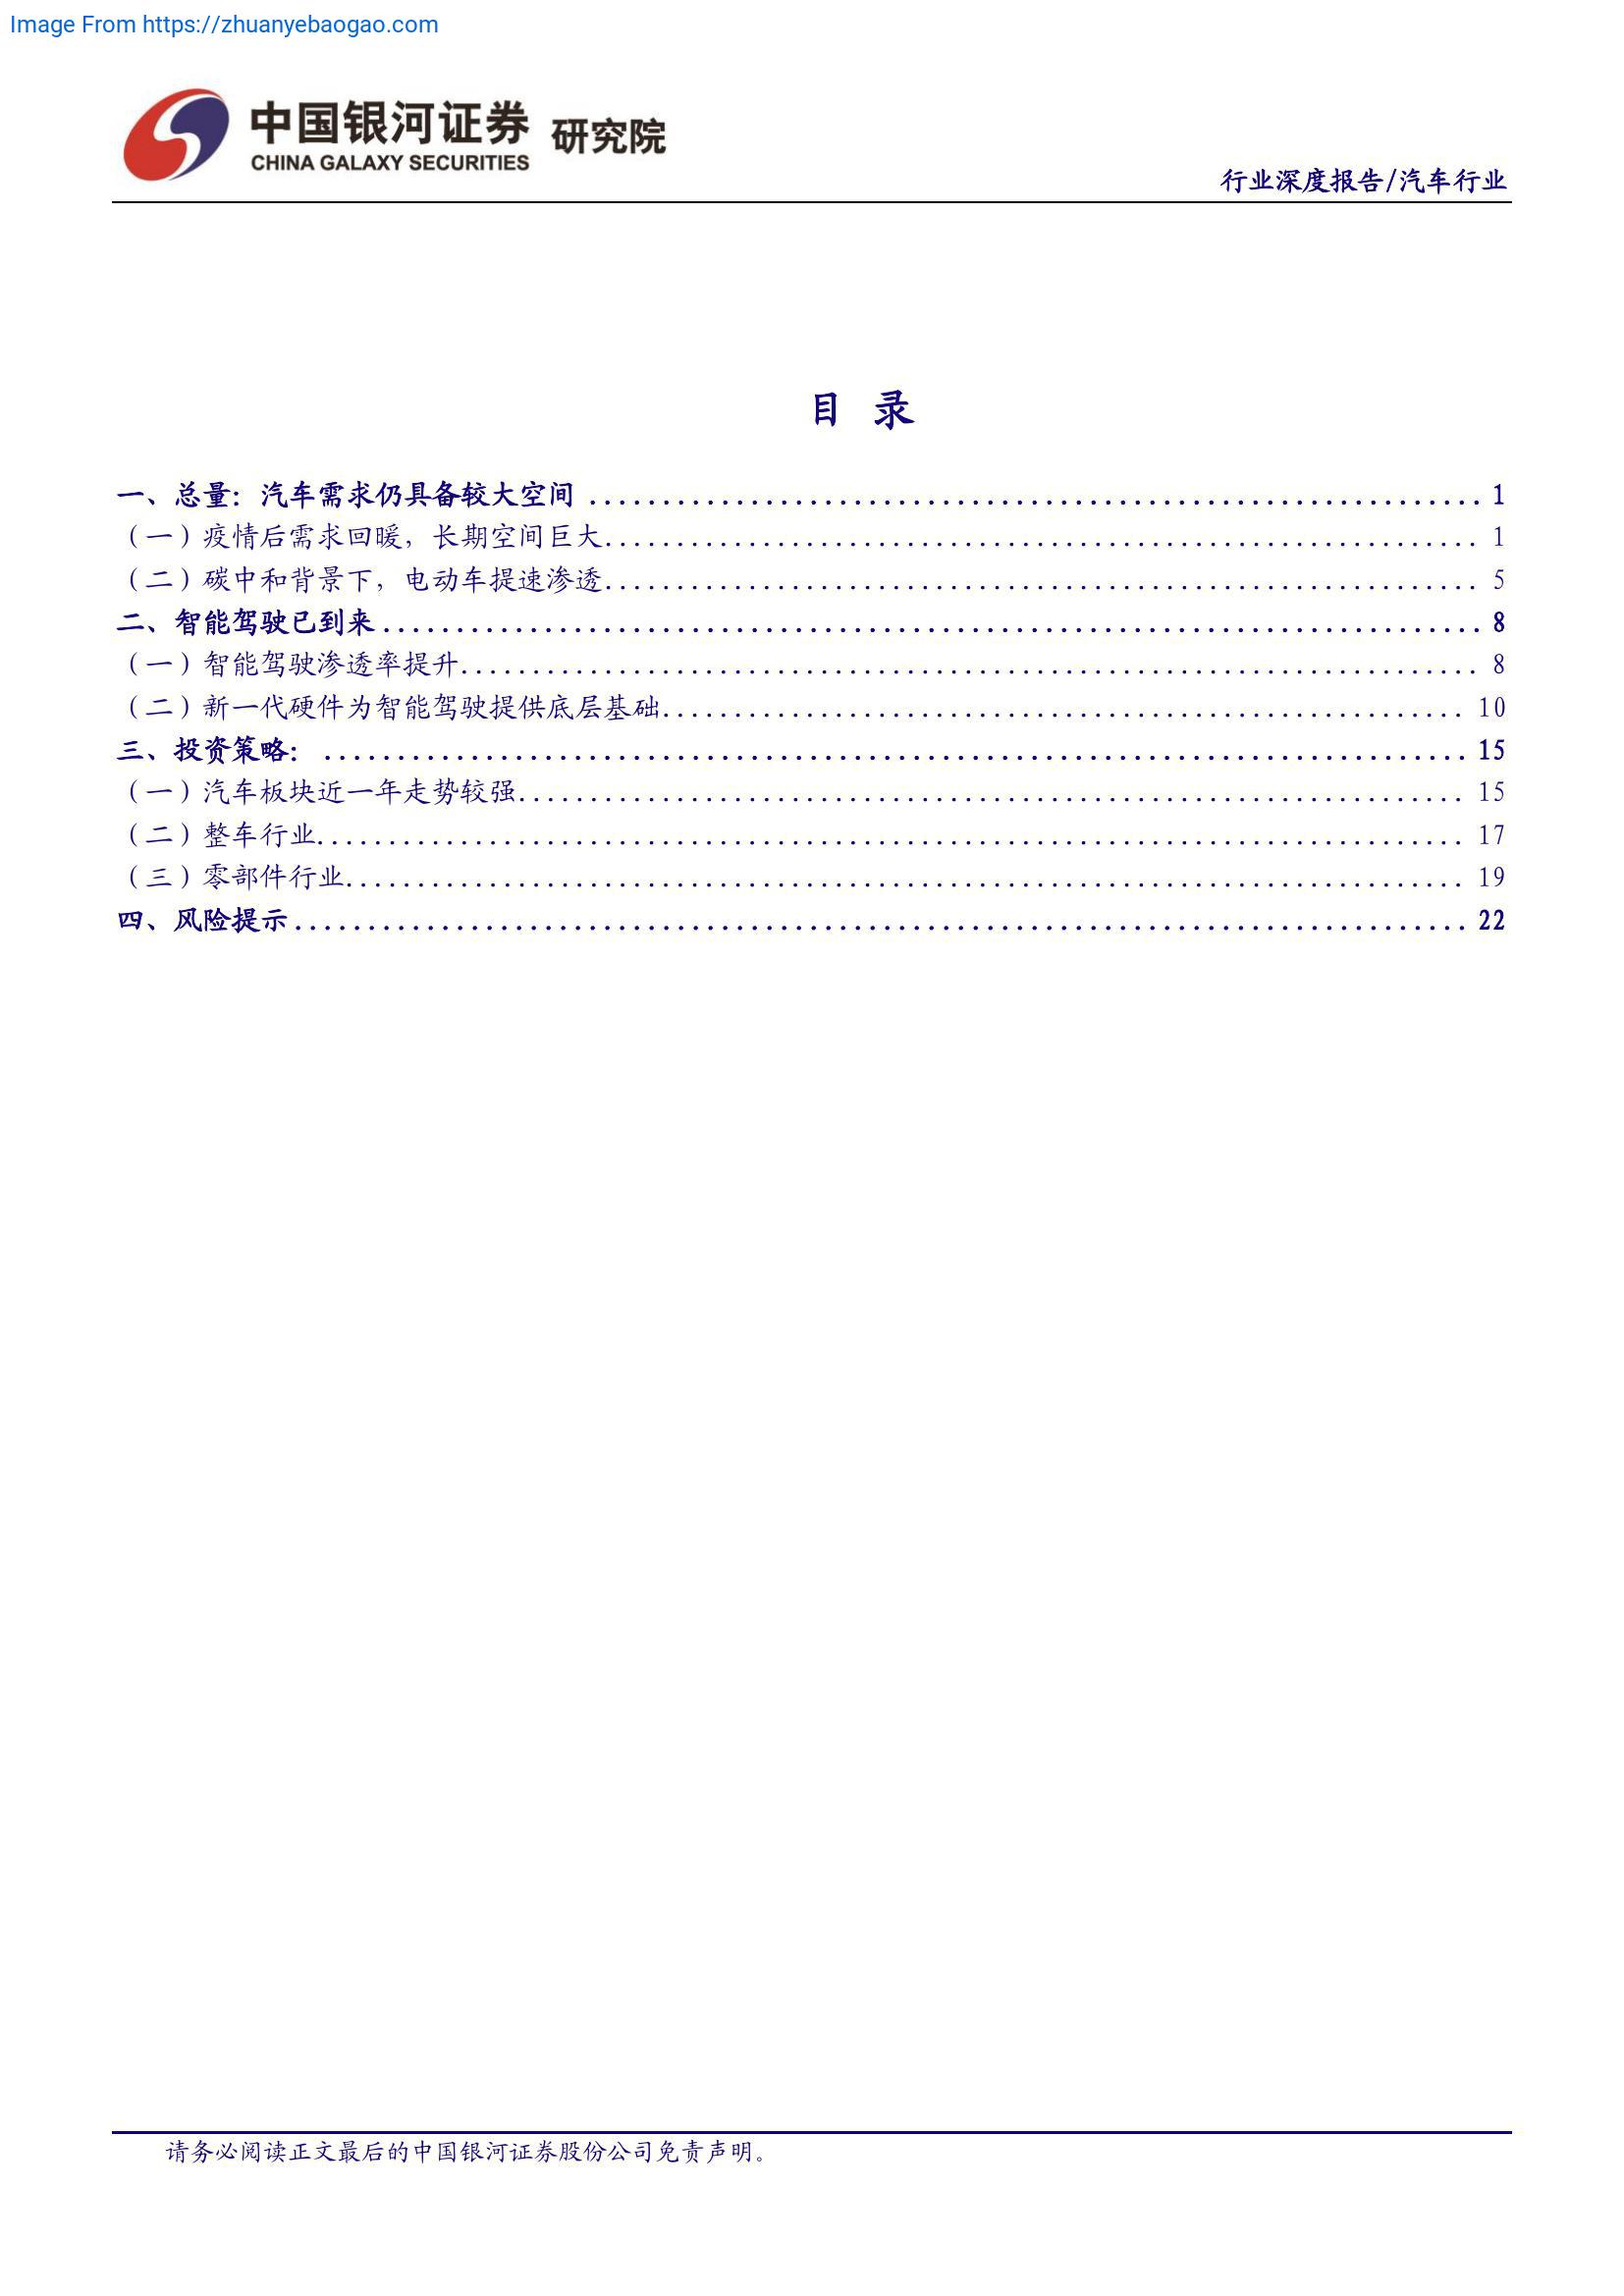 Image From https://zhuanyebaogao.com
中国银河证券 研究院
CHINA GALAXY SECURITIES
行业深度报告/汽车行业
目 录
一、总量：汽车需求仍具备较大空间 ........................................ 1
（一）疫情后需求回暖，长期空间巨大........................................ 1
（二）碳中和背景下，电动车提速渗透........................................ 5
二、智能驾驶已到来 ........................................ 8
（一）智能驾驶渗透率提升........................................ 8
（二）新一代硬件为智能驾驶提供底层基础........................................ 10
三、投资策略： ........................................ 15
（一）汽车板块近一年走势较强........................................ 15
（二）整车行业........................................ 17
（三）零部件行业........................................ 19
四、风险提示 ........................................ 22
请务必阅读正文最后的中国银河证券股份公司免责声明。